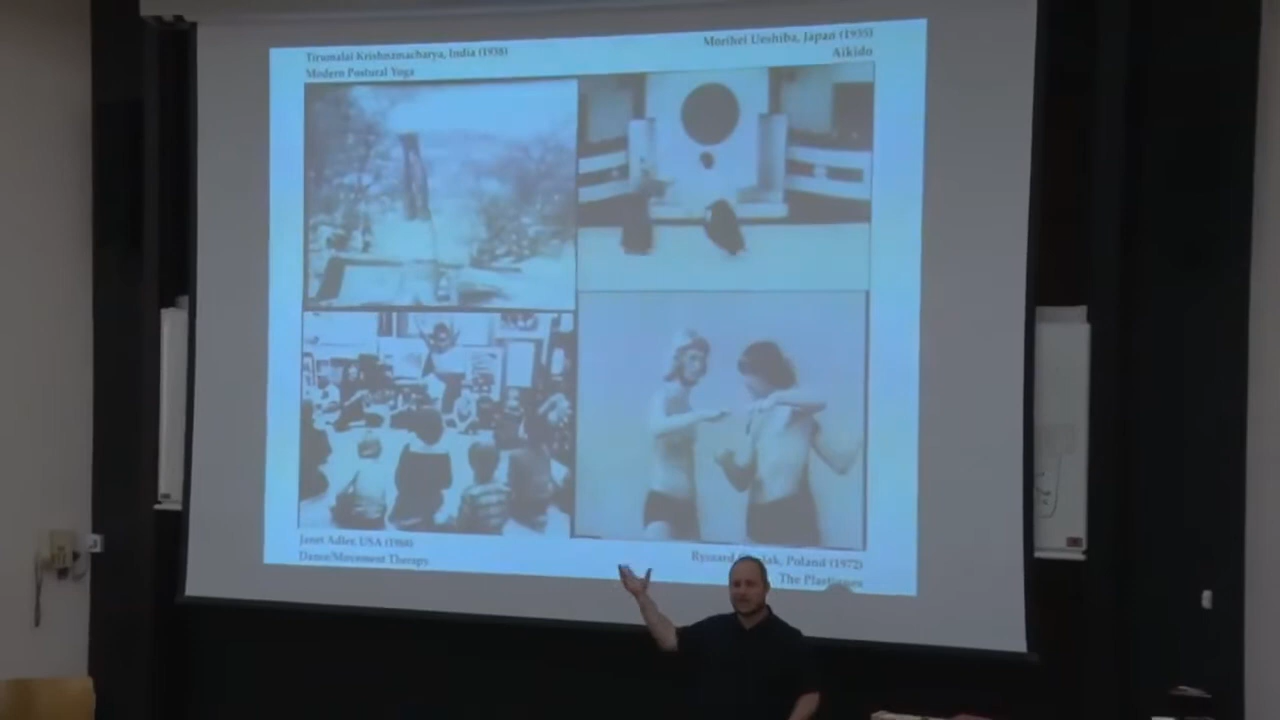 Tirumalai Krishnamacharya, India (1938)
Modern Postural Yoga
Morihei Ueshiba, Japan (1935)
Aikido
Janet Adler, USA
Dance/Movement Therapy
Ryszard Poland (1972)
The Plastiques